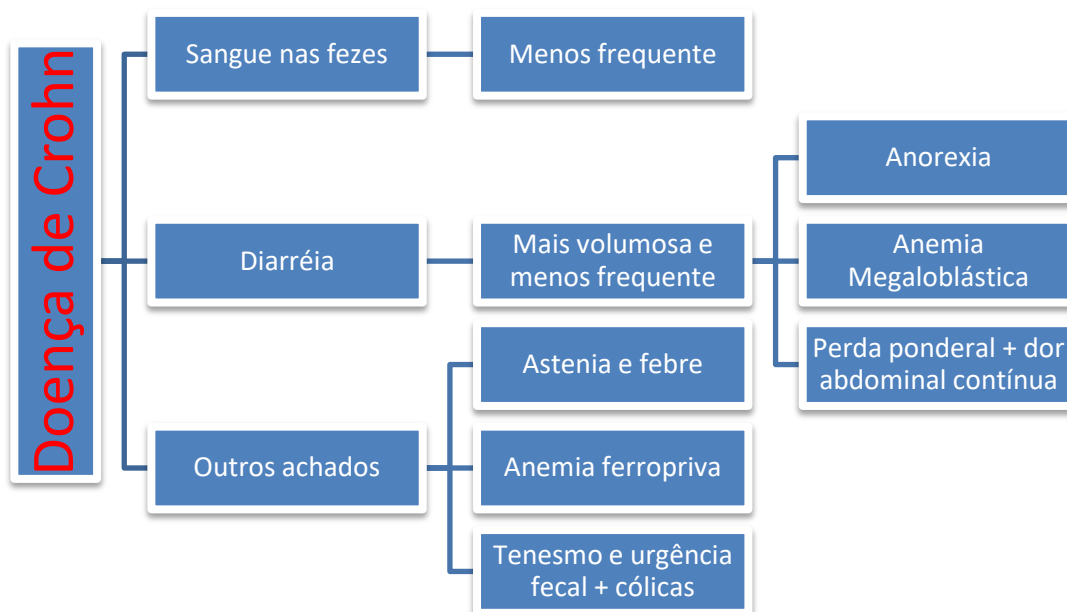 Doença de Crohn
Sangue nas fezes
Menos frequente
Diarréia
Mais volumosa e
menos frequente
Anorexia
Anemia
Megaloblástica
Perda ponderal + dor
abdominal contínua
Outros achados
Astenia e febre
Anemia ferropriva
Tenesmo e urgência
fecal + cólicas